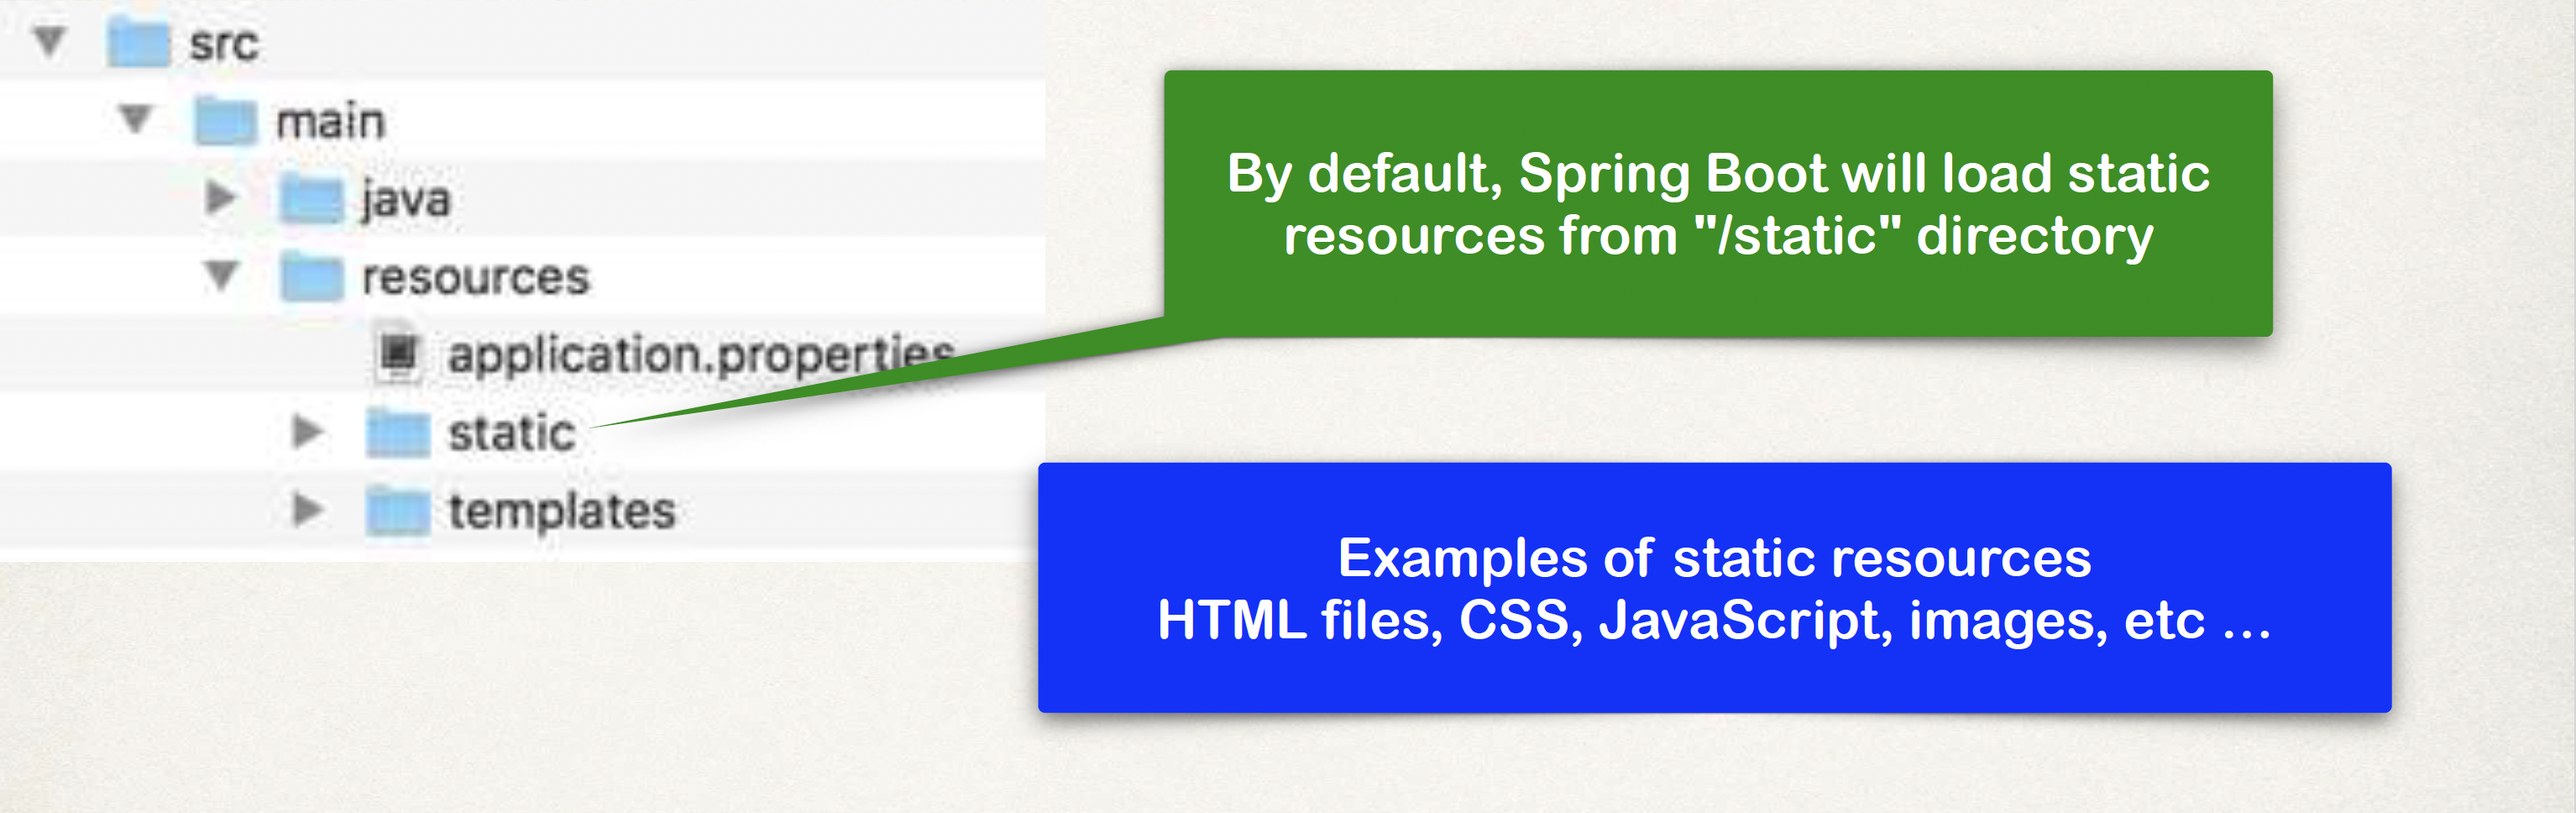 src
main
java
resources
application.properties
static
templates
By default, Spring Boot will load static
resources from "/static" directory
Examples of static resources
HTML files, CSS, JavaScript, images, etc ...